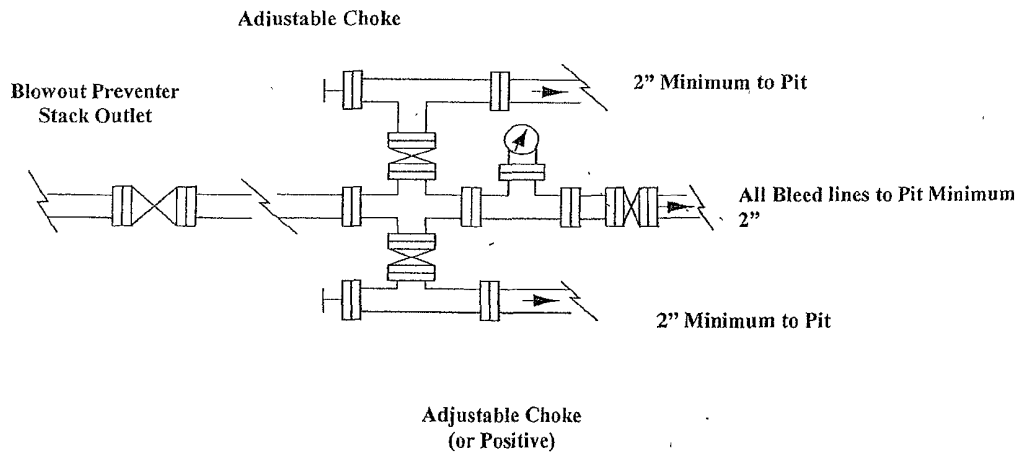 Adjustable Choke
Blowout Preventer
Stack Outlet
2" Minimum to Pit
All Bleed lines to Pit Minimum
2"
2" Minimum to Pit
Adjustable Choke
(or Positive)